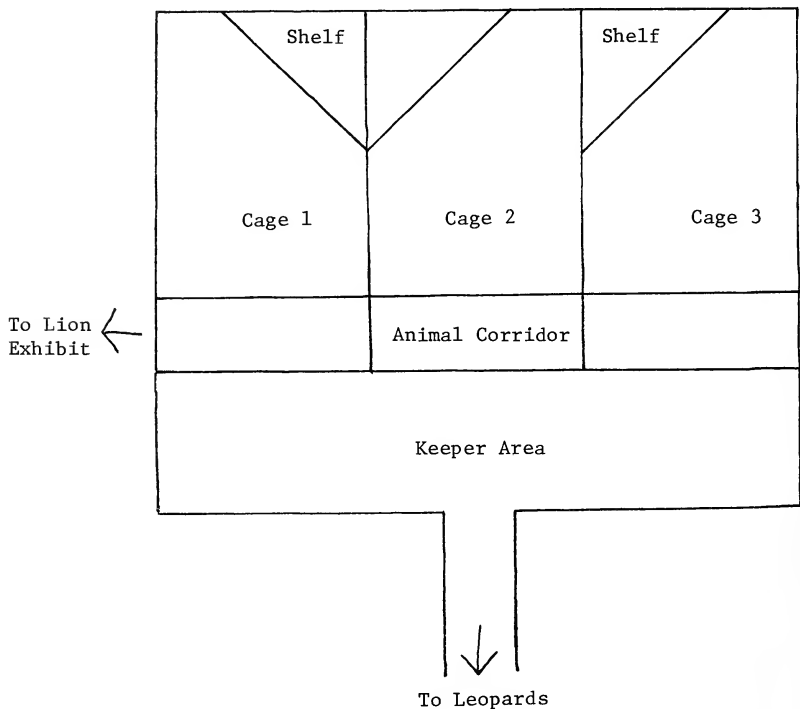 Shelf
Shelf
Cage 1
Cage 2
Cage 3
To Lion
Exhibit
Animal Corridor
Keeper Area
To Leopards